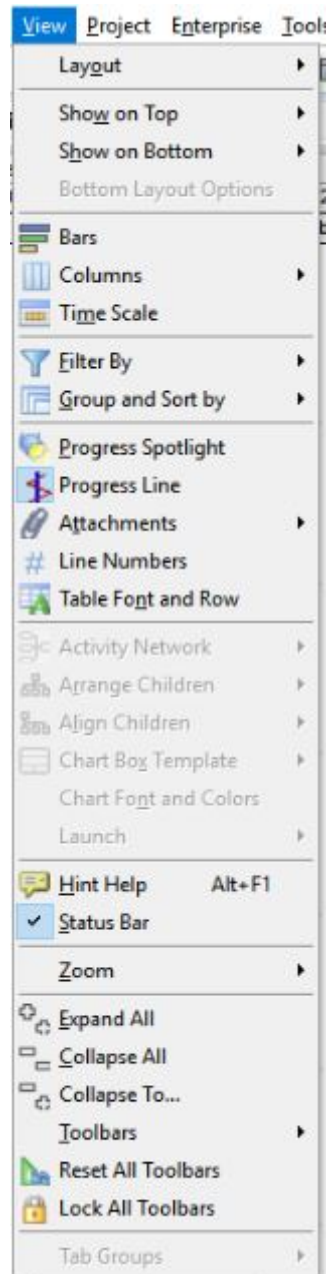 View Project Enterprise Tools
Layout
Show on Top
Show on Bottom
Bottom Layout Options
Bars
Columns
Time Scale
Filter By
Group and Sort by
Progress Spotlight
Progress Line
Attachments
# Line Numbers
Table Font and Row
Activity Network
Arrange Children
Align Children
Chart Box Template
Chart Font and Colors
Launch
Hint Help Alt+F1
Status Bar
Zoom
Expand All
Collapse All
Collapse To...
Toolbars
Reset All Toolbars
Lock All Toolbars
Tab Groups